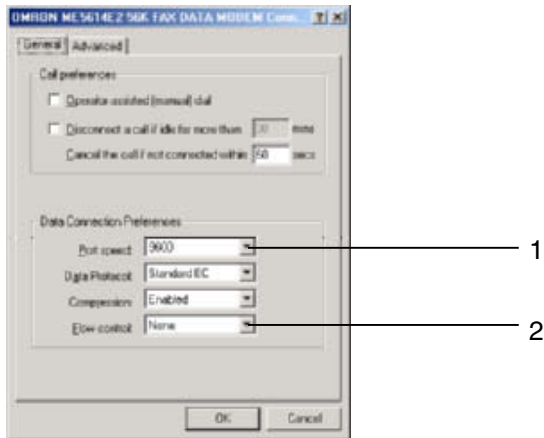 OMRON ME5614E2 56K FAX DATA MODEM Conn... ? ×
General Advanced
Call preferences
Operator assisted (manual) dial
Disconnect a call if idle for more than 30 mins
Cancel the call if not connected within 60 secs
Data Connection Preferences
Port speed: 9600 1
Data Protocol: Standard EC
Compression: Enabled
Flow control: None 2
OK Cancel